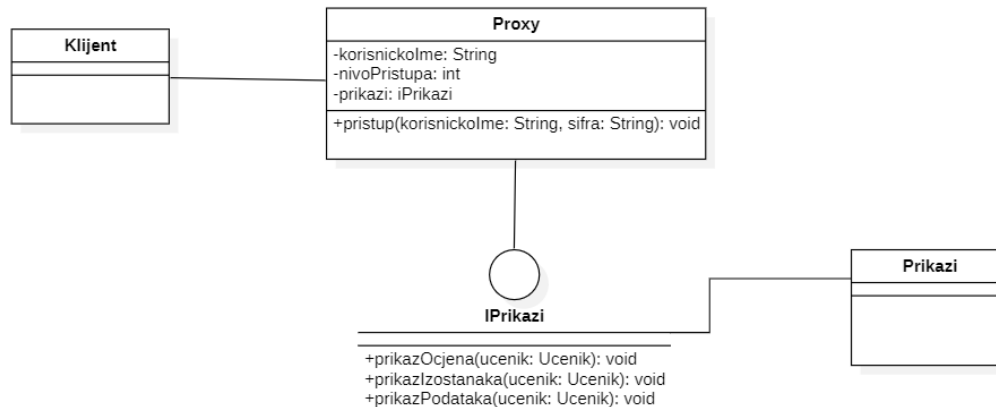 Klijent
Proxy
-korisnickoIme: String
-nivoPristupa: int
-prikazi: iPrikazi
+pristup(korisnickoIme: String, sifra: String): void
IPrikazi
+prikazOcjena(ucenik: Ucenik): void
+prikazIzostanaka(ucenik: Ucenik): void
+prikazPodataka(ucenik: Ucenik): void
Prikazi